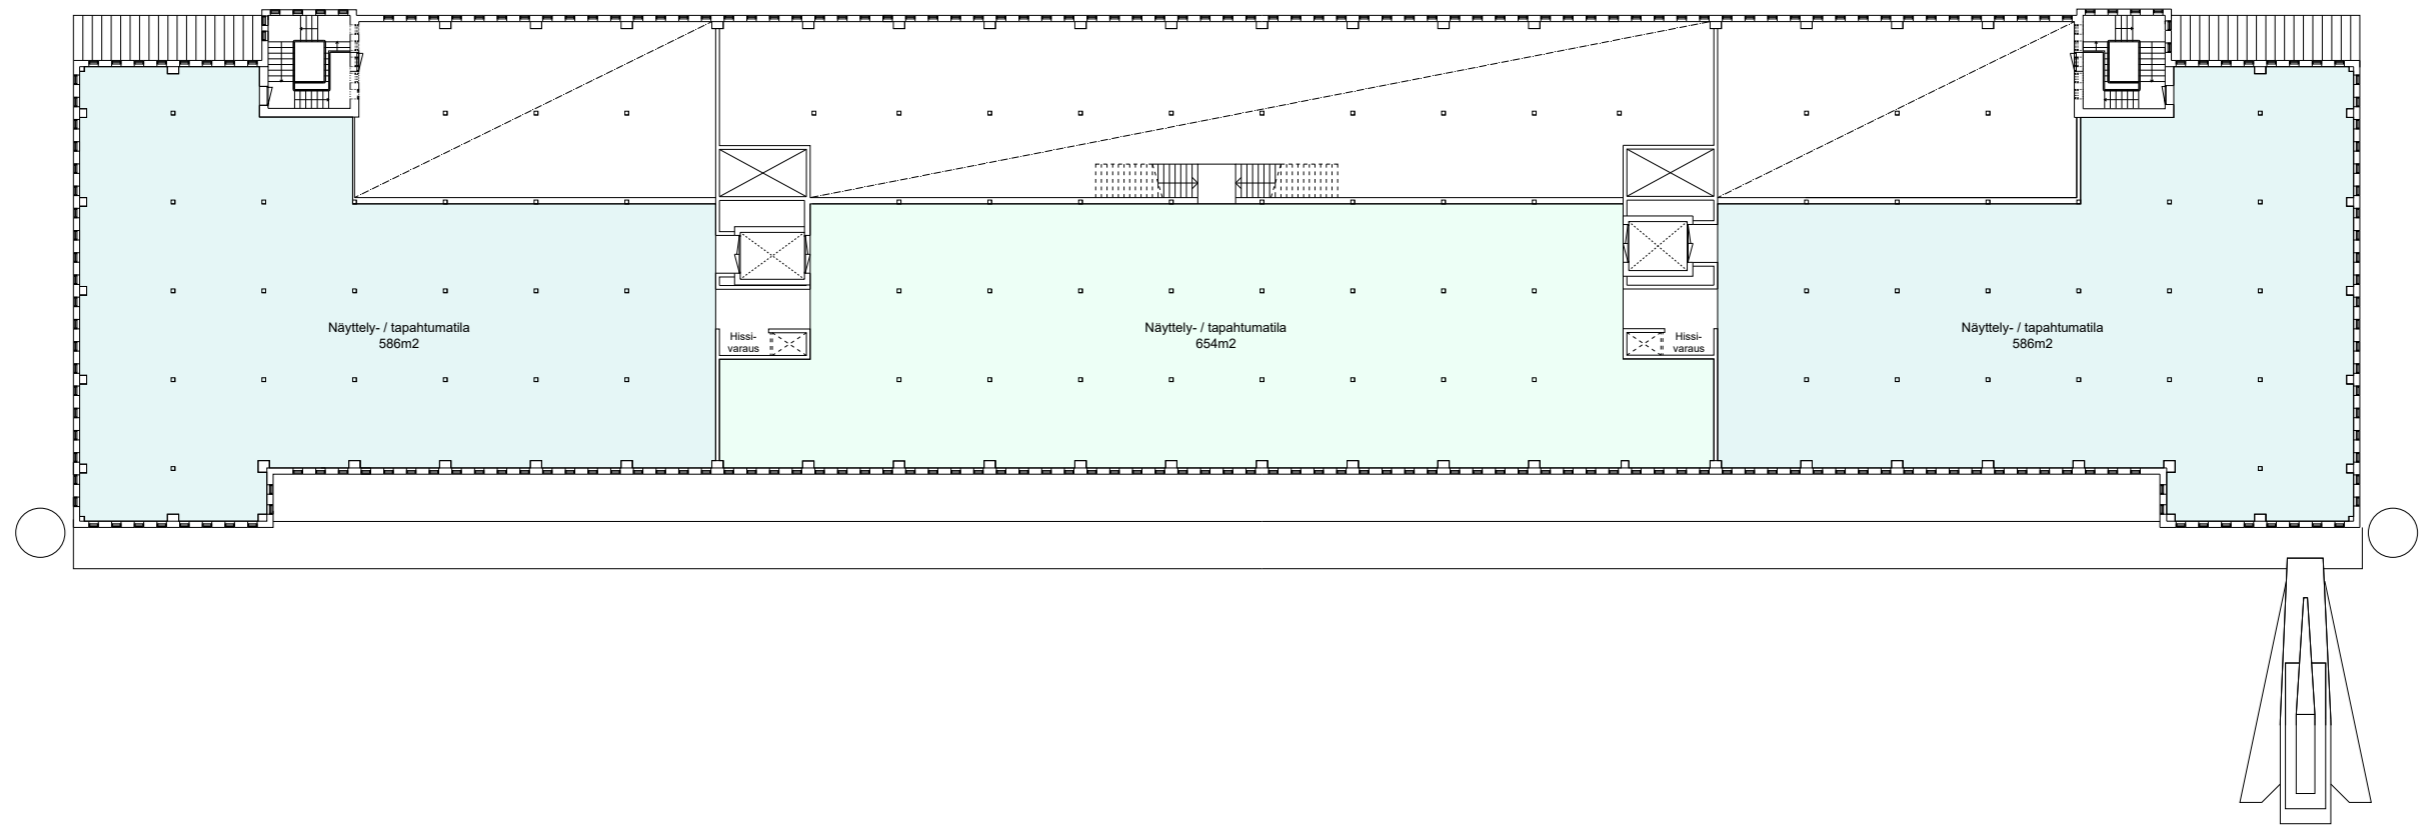 Näyttely- / tapahtumatila
586m2
Hissi-
varaus
Näyttely- / tapahtumatila
654m2
Hissi-
varaus
Näyttely- / tapahtumatila
586m2